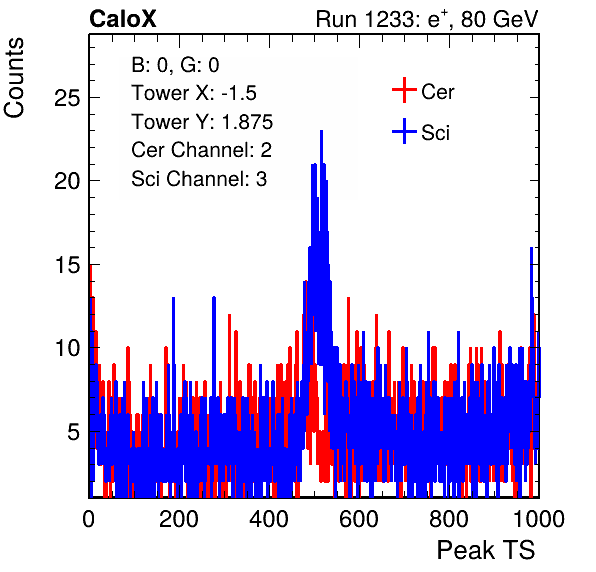 CaloX Run 1233: e⁺, 80 GeV
Counts
B: 0, G: 0
Tower X: -1.5
Tower Y: 1.875
Cer Channel: 2
Sci Channel: 3
Cer
Sci
25
20
15
10
5
0 200 400 600 800 1000
Peak TS